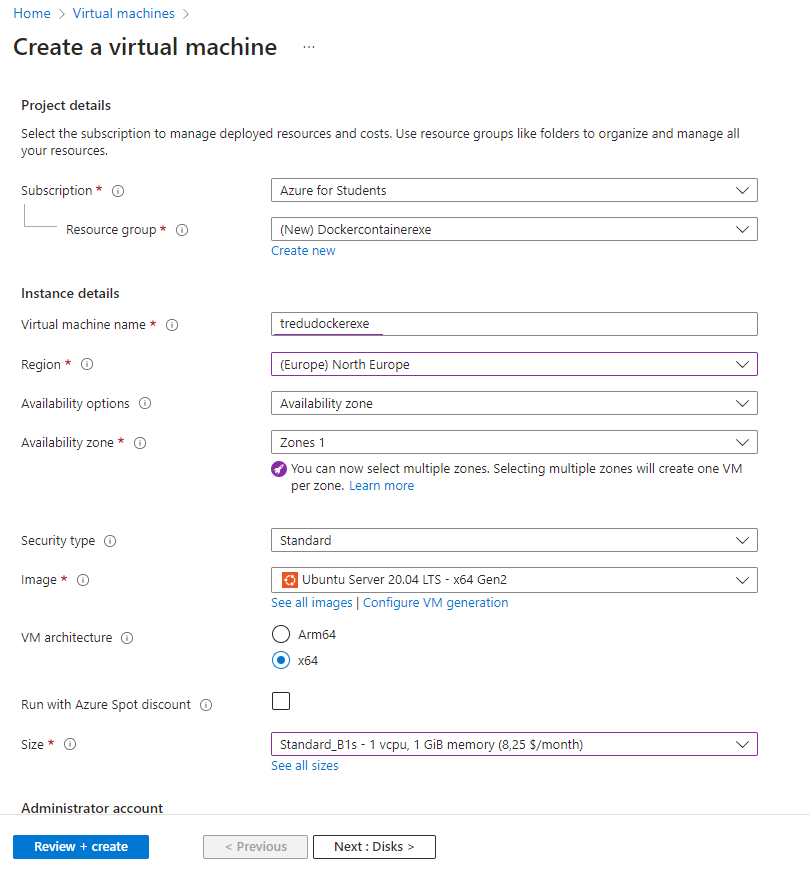 Home > Virtual machines >
Create a virtual machine ...
Project details
Select the subscription to manage deployed resources and costs. Use resource groups like folders to organize and manage all
your resources.
Subscription * Azure for Students
Resource group * (New) Dockercontainerexe
Create new
Instance details
Virtual machine name * tredudockerexe
Region * (Europe) North Europe
Availability options Availability zone
Availability zone * Zones 1
You can now select multiple zones. Selecting multiple zones will create one VM
per zone. Learn more
Security type Standard
Image * Ubuntu Server 20.04 LTS - x64 Gen2
See all images | Configure VM generation
VM architecture Arm64
x64
Run with Azure Spot discount
Size * Standard_B1s - 1 vcpu, 1 GiB memory (8,25 $/month)
See all sizes
Administrator account
Review + create < Previous Next : Disks >